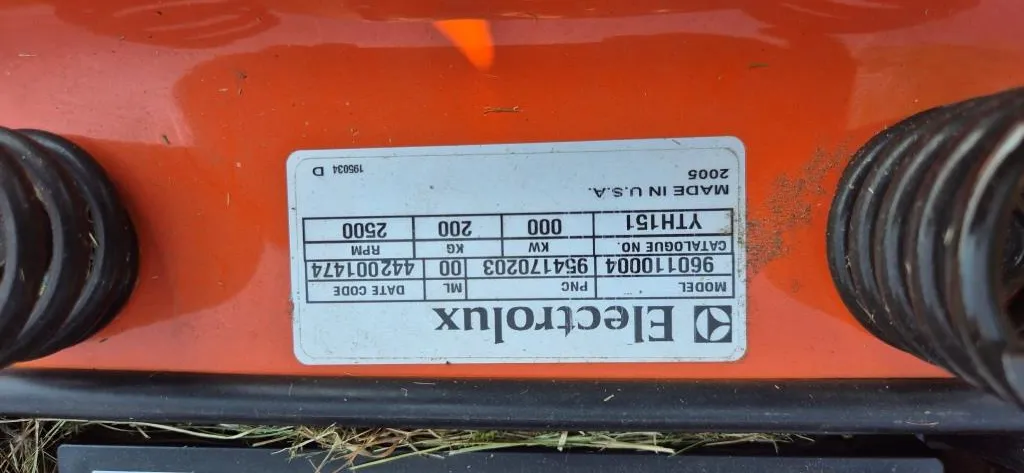 Electrolux
MODEL PNC ML DATE CODE
960110004 954170203 00 442001474
CATALOGUE NO. KW KG RPM
YTH151 000 200 2500
MADE IN U.S.A.
2005 195034 D